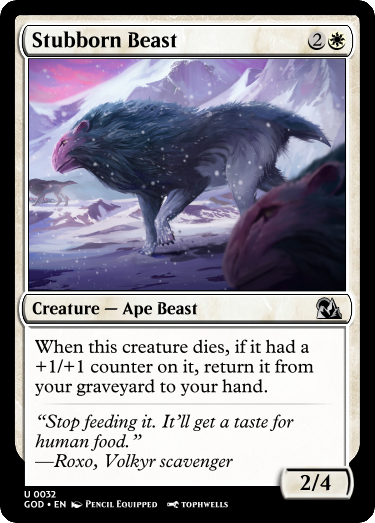 Stubborn Beast 2
Creature — Ape Beast
When this creature dies, if it had a
+1/+1 counter on it, return it from
your graveyard to your hand.
“Stop feeding it. It’ll get a taste for
human food.”
—Roxo, Volkyr scavenger
2/4
U 0032
GOD • EN Pencil Equipped tophwells